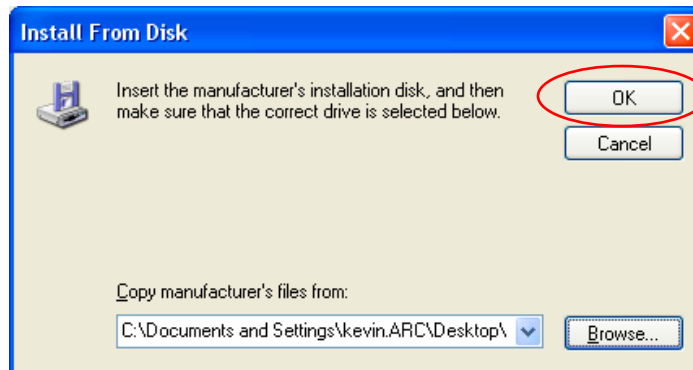 Install From Disk
Insert the manufacturer's installation disk, and then
make sure that the correct drive is selected below.
OK
Cancel
Copy manufacturer's files from:
C:\Documents and Settings\kevin.ARC\Desktop\
Browse...